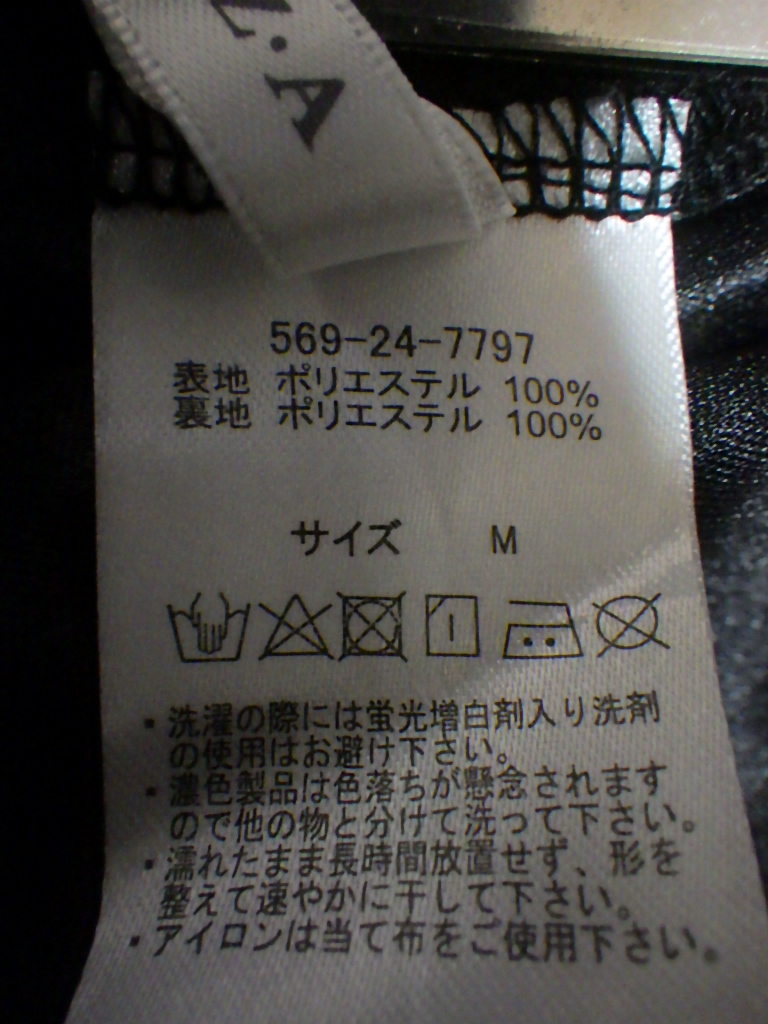 L.A
569-24-7797
表地 ポリエステル 100%
裏地 ポリエステル 100%
サイズ M
・洗濯の際には蛍光増白剤入り洗剤
の使用はお避け下さい。
・濃色製品は色落ちが懸念されます
ので他の物と分けて洗って下さい。
・濡れたまま長時間放置せず、形を
整えて速やかに干して下さい。
・アイロンは当て布をご使用下さい。